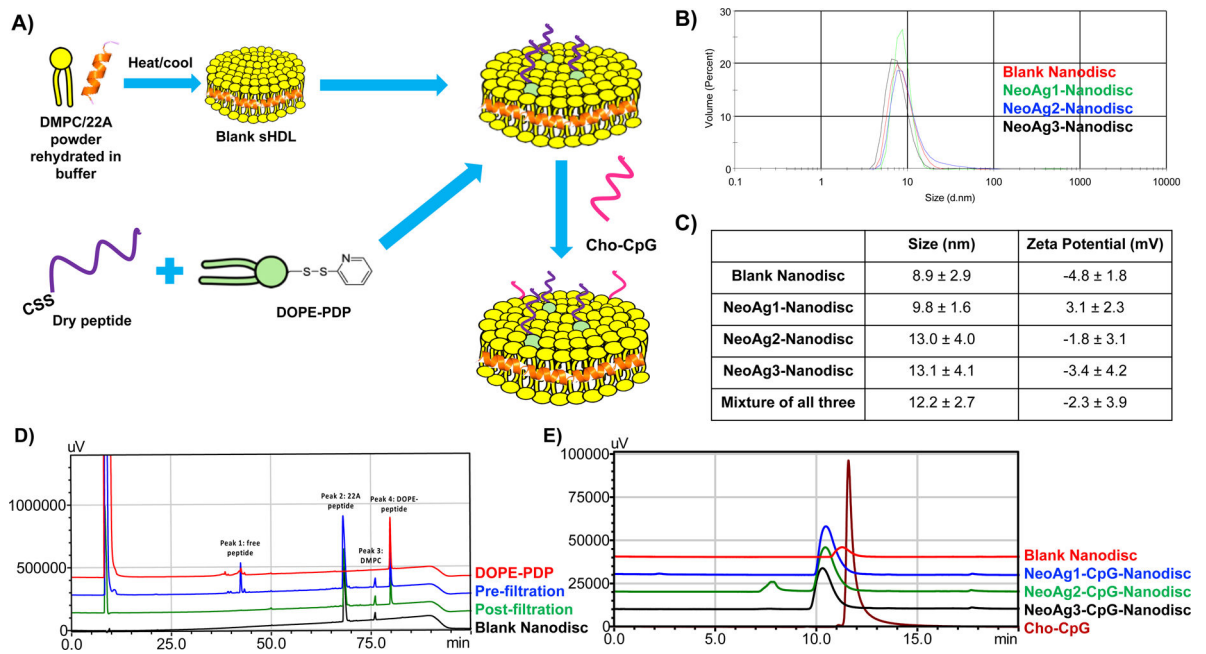 A)
Heat/cool
DMPC/22A
powder
rehydrated in
buffer
Blank sHDL
CSS
Dry peptide
S
S
N
DOPE-PDP
Cho-CpG
B)
Volume (Percent)
30
20
10
0
0.1 1 10 100 1000 10000
Size (d.nm)
Blank Nanodisc
NeoAg1-Nanodisc
NeoAg2-Nanodisc
NeoAg3-Nanodisc
C)
Size (nm) Zeta Potential (mV)
Blank Nanodisc 8.9 ± 2.9 -4.8 ± 1.8
NeoAg1-Nanodisc 9.8 ± 1.6 3.1 ± 2.3
NeoAg2-Nanodisc 13.0 ± 4.0 -1.8 ± 3.1
NeoAg3-Nanodisc 13.1 ± 4.1 -3.4 ± 4.2
Mixture of all three 12.2 ± 2.7 -2.3 ± 3.9
D)
uV
1000000
500000
0
0.0 25.0 50.0 75.0 min
Peak 1: free
peptide
Peak 2: 22A
peptide
Peak 3:
DMPC
Peak 4: DOPE-
peptide
DOPE-PDP
Pre-filtration
Post-filtration
Blank Nanodisc
E)
uV
100000
75000
50000
25000
0
0.0 5.0 10.0 15.0 min
Blank Nanodisc
NeoAg1-CpG-Nanodisc
NeoAg2-CpG-Nanodisc
NeoAg3-CpG-Nanodisc
Cho-CpG